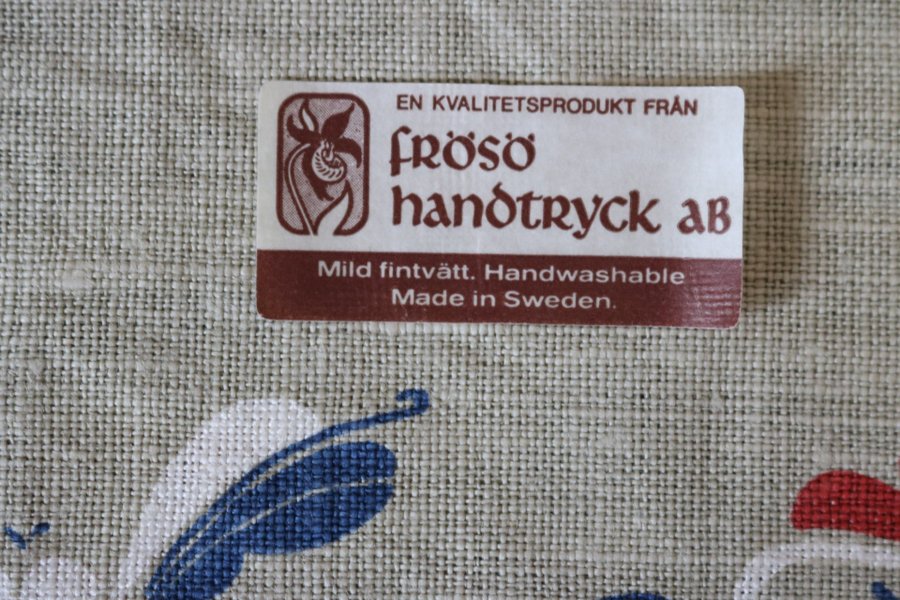 EN KVALITETSPRODUKT FRÅN
fRÖSÖ
handtryck AB
Mild fintvätt. Handwashable
Made in Sweden.